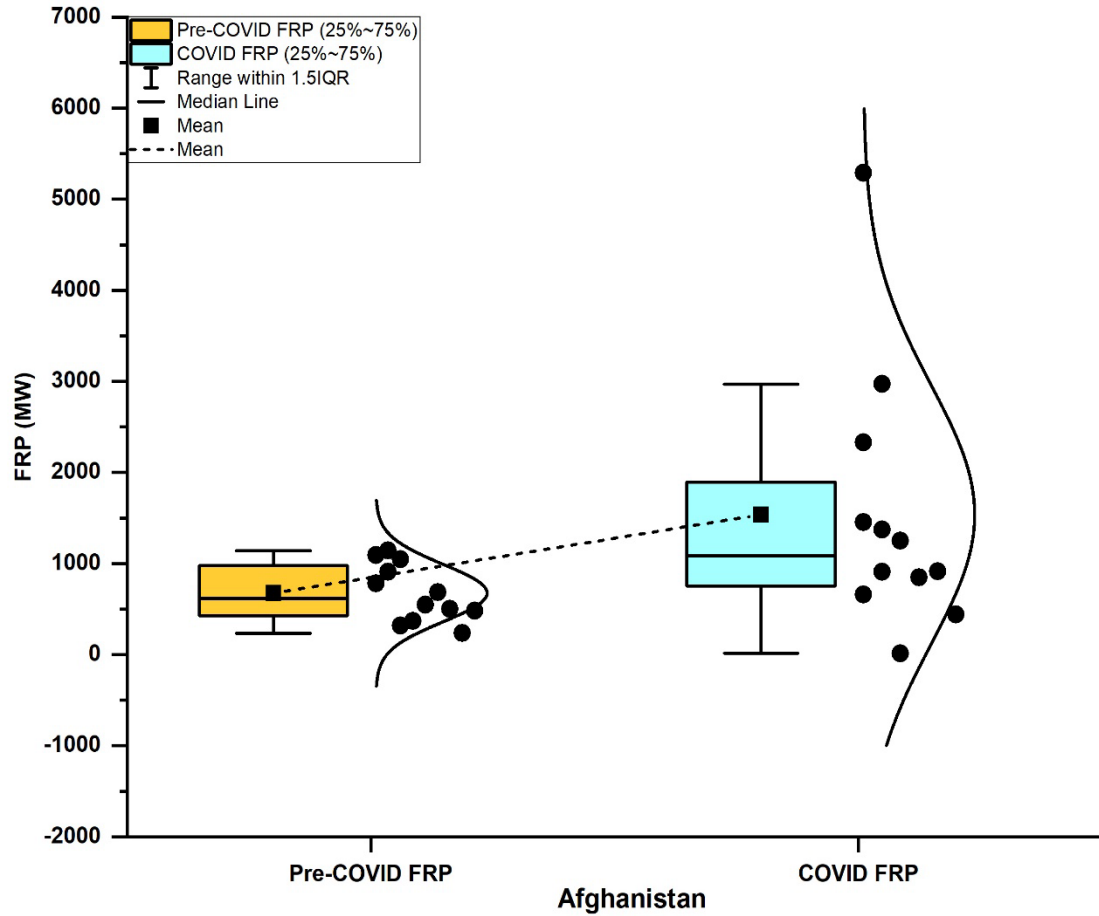 7000
6000
5000
4000
3000
2000
1000
0
-1000
-2000
FRP (MW)
Pre-COVID FRP (25%~75%)
COVID FRP (25%~75%)
Range within 1.5IQR
Median Line
Mean
Mean
Pre-COVID FRP
COVID FRP
Afghanistan